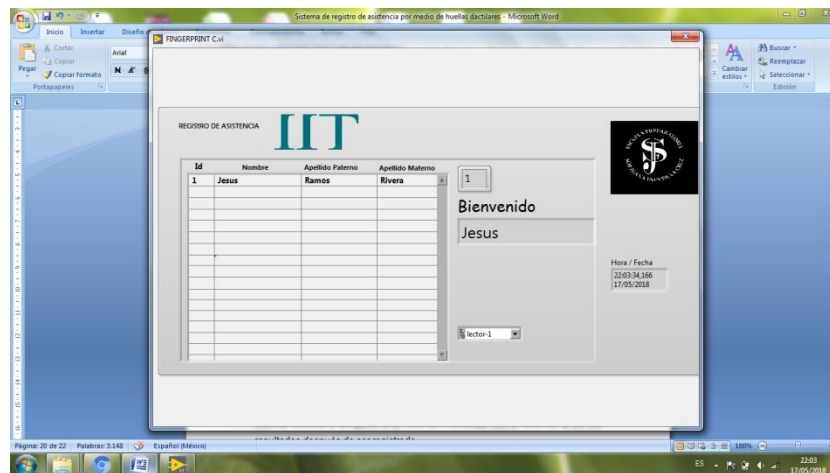 Sistema de registro de asistencia por medio de huellas dactilares - Microsoft Word
Inicio Insertar Diseño
Cortar
Copiar
Copiar formato
Pegar
Portapapeles
Arial
N K S
Cambiar estilos
Buscar
Reemplazar
Seleccionar
Edición
FINGERPRINT C.vi
REGISTRO DE ASISTENCIA
IIT
Id Nombre Apellido Paterno Apellido Materno
1 Jesus Ramos Rivera
1
Bienvenido
Jesus
Hora / Fecha
22:03:34,166
17/05/2018
lector-1
Página: 20 de 22 Palabras: 3.148 Español (México)
100%
ES
22:03
17/05/2018